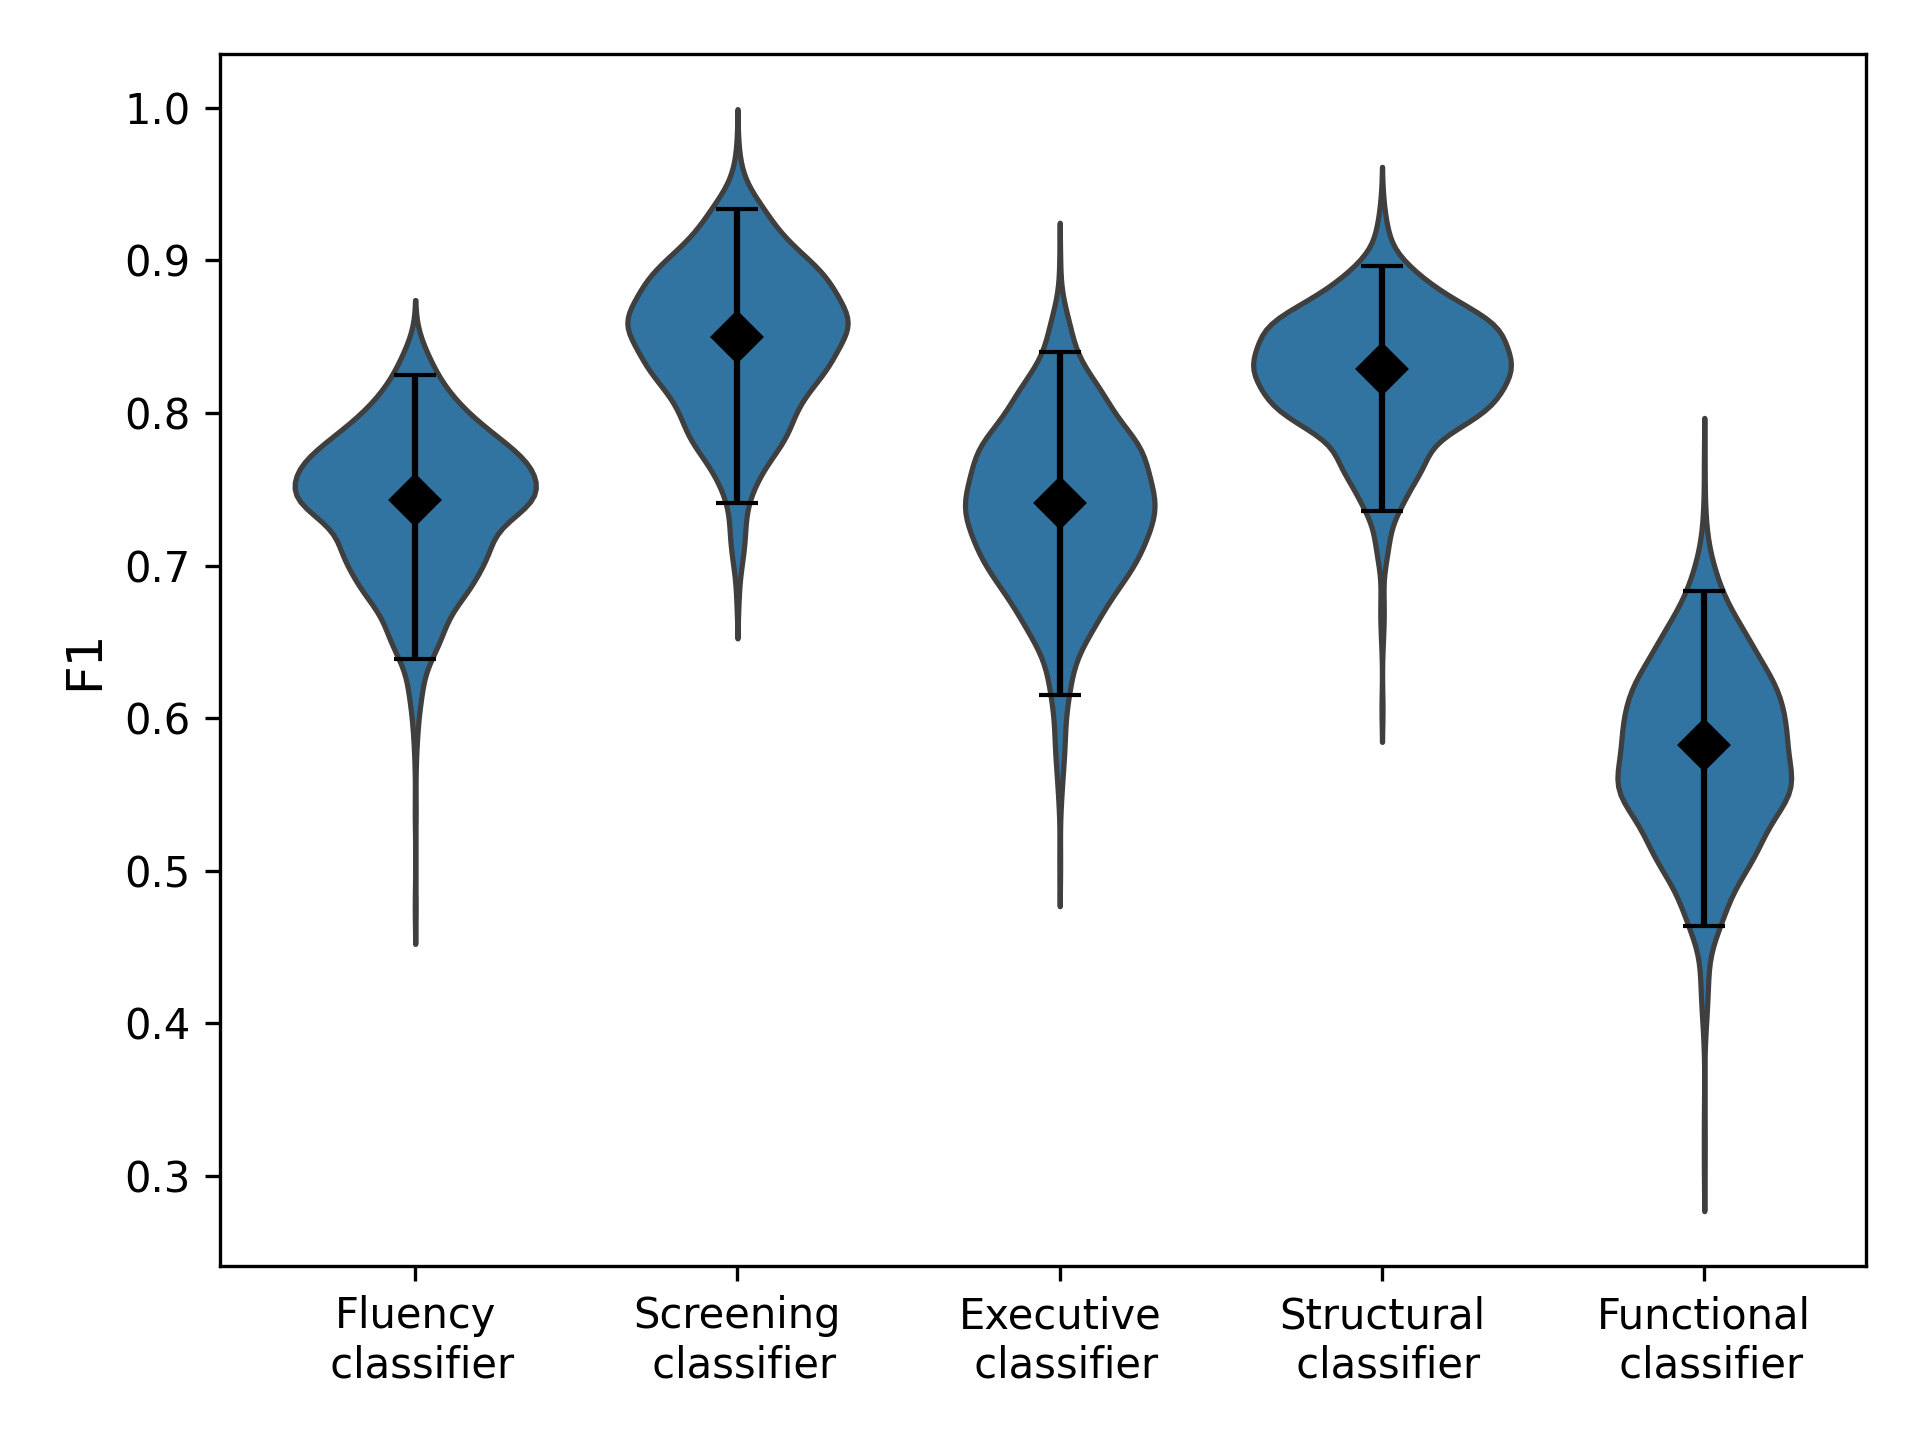 F1
1.0
0.9
0.8
0.7
0.6
0.5
0.4
0.3
Fluency
classifier
Screening
classifier
Executive
classifier
Structural
classifier
Functional
classifier